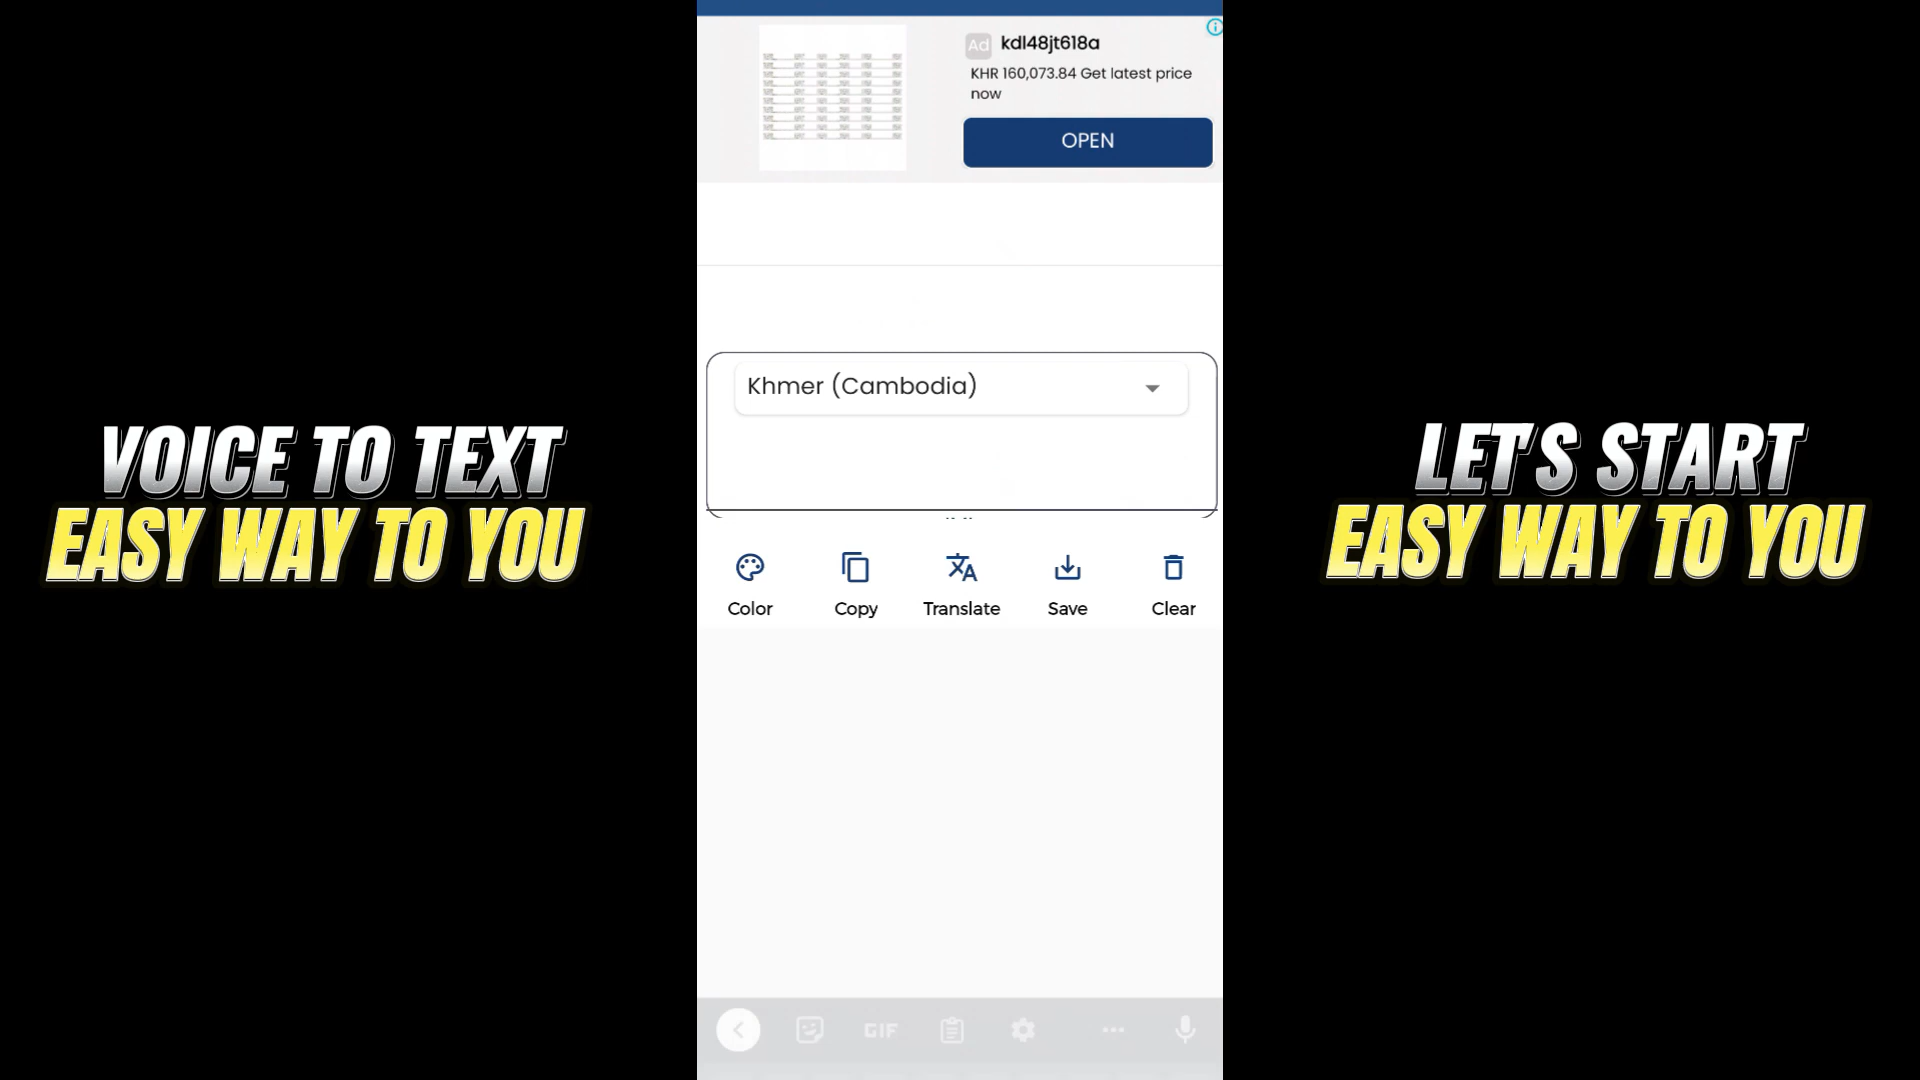 Ad kdl48jt618a
KHR 160,073.84 Get latest price
now
OPEN
Khmer (Cambodia)
VOICE TO TEXT
EASY WAY TO YOU
LET'S START
EASY WAY TO YOU
Color Copy Translate Save Clear
GIF